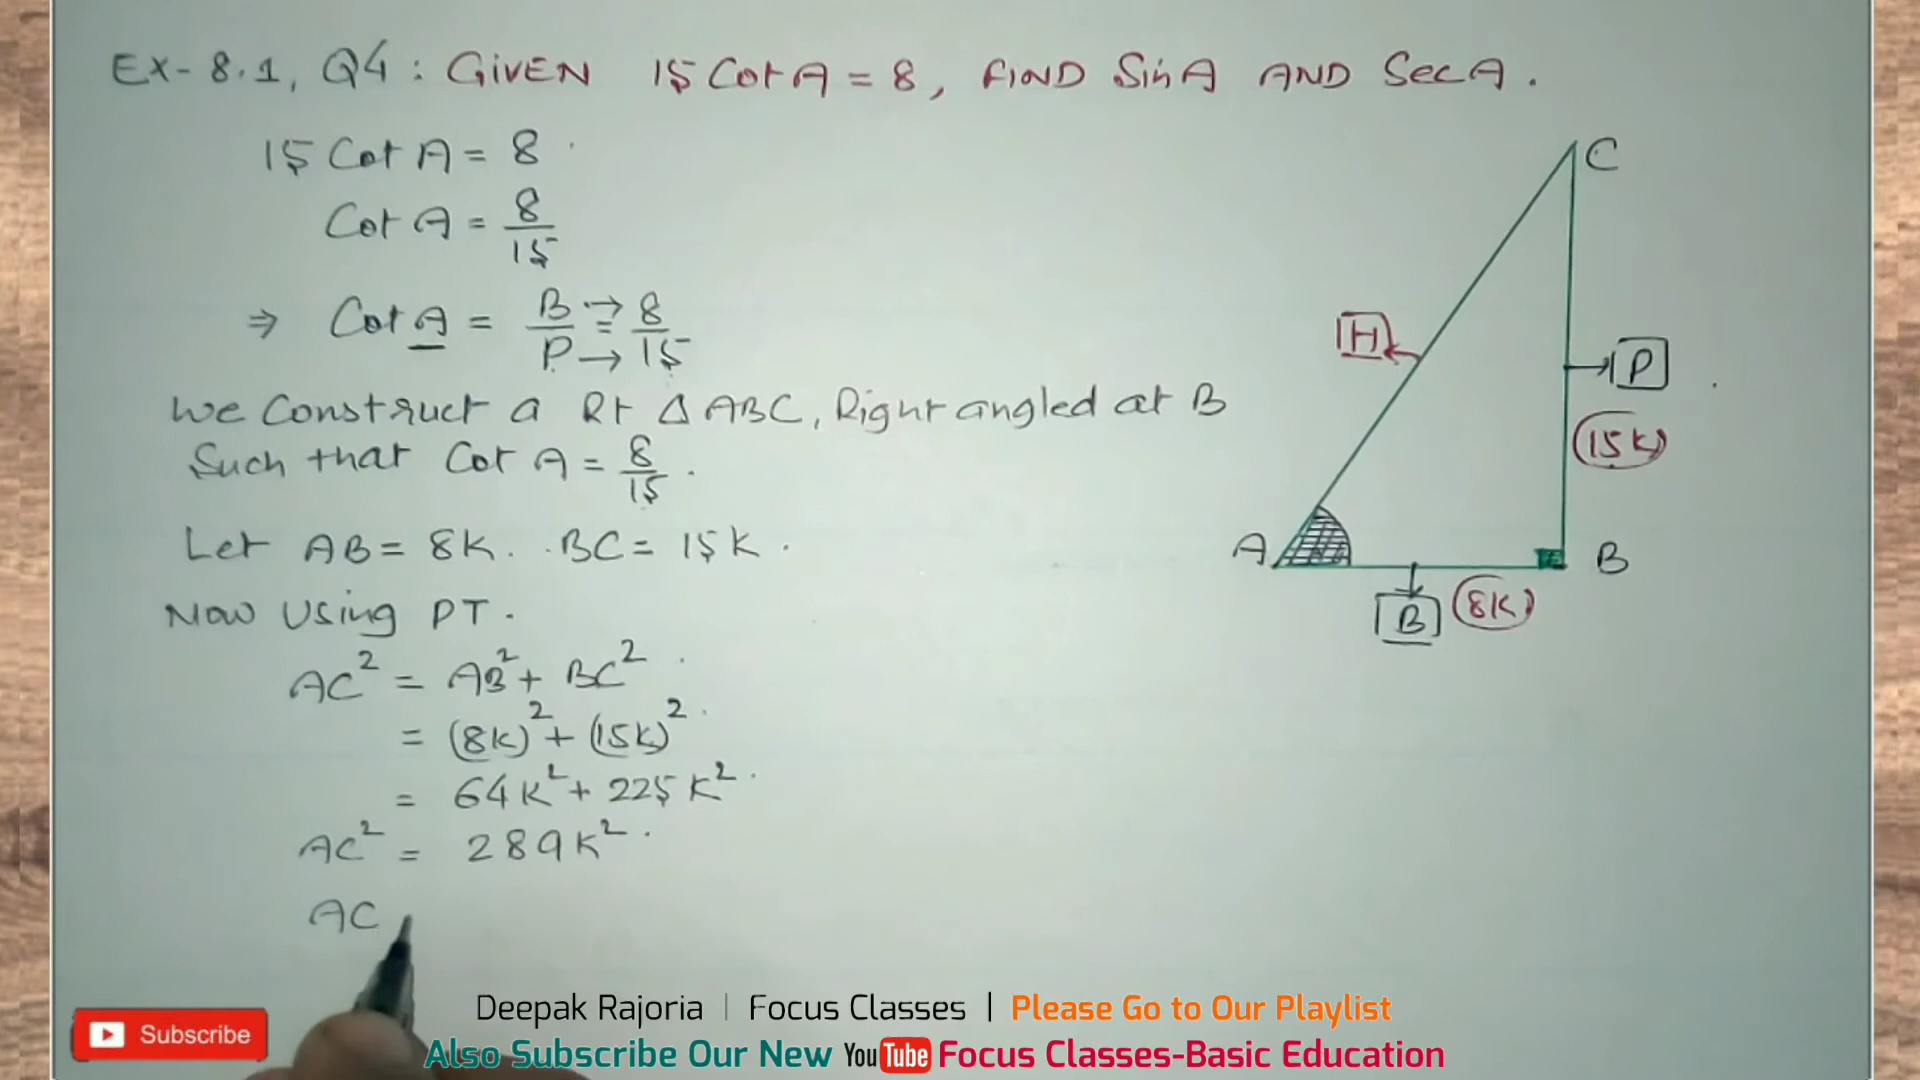 EX-8.1, Q4: GIVEN 15 Cot A = 8, FIND Sin A AND Sec A.
15 Cot A = 8
Cot A = 8/15
⇒ Cot A = B/P → = → 8/15
We Construct a Rt Δ ABC, Right angled at B
Such that Cot A = 8/15.
Let AB = 8K. BC = 15K.
Now Using PT.
AC² = AB² + BC²
= (8K)² + (15K)²
= 64K² + 225K²
AC² = 289K²
AC
C
H
P
15K
A
B
B
8K
Subscribe
Deepak Rajoria | Focus Classes | Please Go to Our Playlist
Also Subscribe Our New YouTube Focus Classes-Basic Education